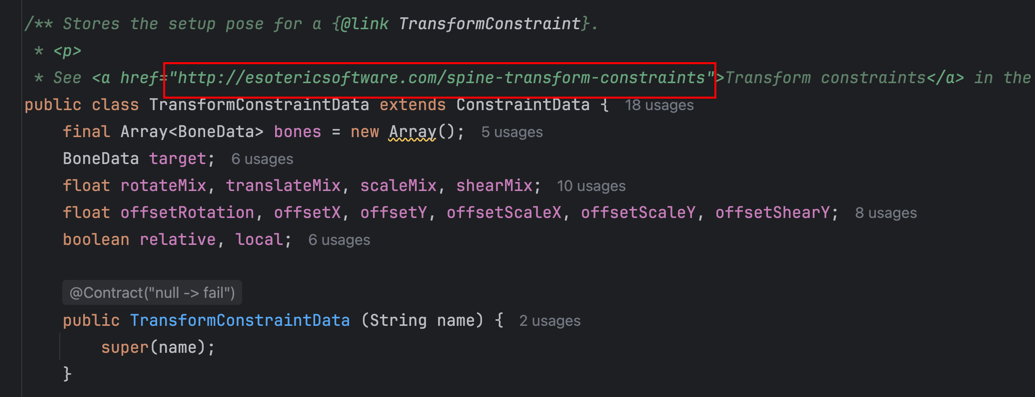 /** Stores the setup pose for a {@link TransformConstraint}.
* <p>
* See <a href="http://esotericsoftware.com/spine-transform-constraints">Transform constraints</a> in the
public class TransformConstraintData extends ConstraintData { 18 usages
final Array<BoneData> bones = new Array(); 5 usages
BoneData target; 6 usages
float rotateMix, translateMix, scaleMix, shearMix; 10 usages
float offsetRotation, offsetX, offsetY, offsetScaleX, offsetScaleY, offsetShearY; 8 usages
boolean relative, local; 6 usages
@Contract("null -> fail")
public TransformConstraintData (String name) { 2 usages
super(name);
}